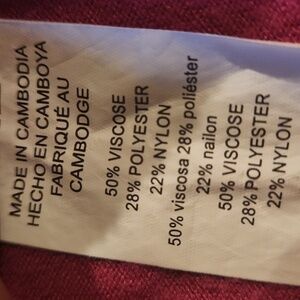 MADE IN CAMBODIA
HECHO EN CAMBOYA
FABRIQUÉ AU
CAMBODGE
50% VISCOSE
28% POLYESTER
22% NYLON
50% viscosa 28% poliéster
22% nailon
50% VISCOSE
28% POLYESTER
22% NYLON